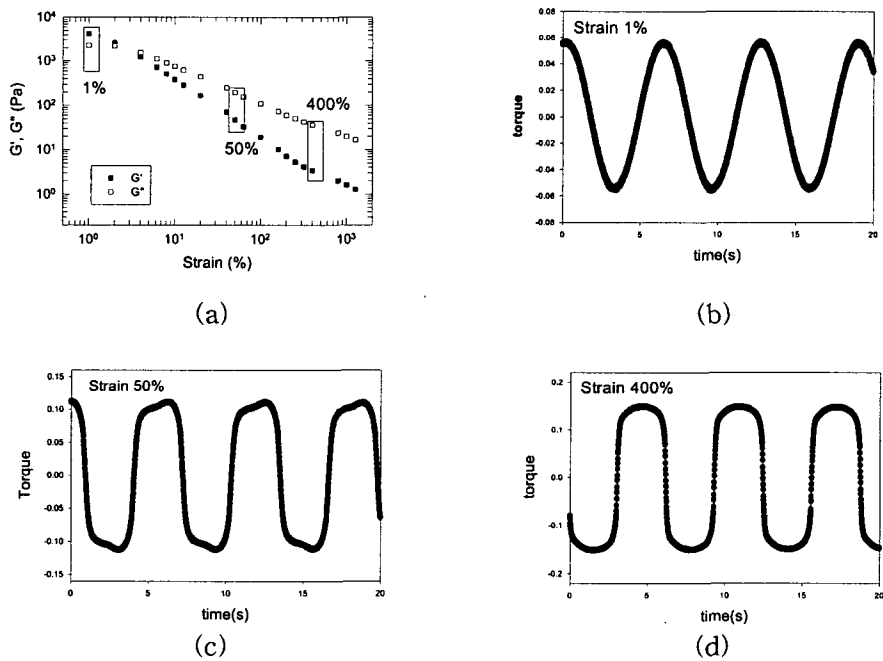 10⁴
10³
10²
10¹
10⁰
G', G" (Pa)
1%
50%
400%
G'
G"
10⁰ 10¹ 10² 10³
Strain (%)
(a)
Strain 1%
0.08
0.06
0.04
0.02
0.00
-0.02
-0.04
-0.06
-0.08
torque
0 5 10 15 20
time(s)
(b)
Strain 50%
0.15
0.10
0.05
0.00
-0.05
-0.10
-0.15
Torque
0 5 10 15 20
time(s)
(c)
Strain 400%
0.2
0.1
0.0
-0.1
-0.2
torque
0 5 10 15 20
time(s)
(d)